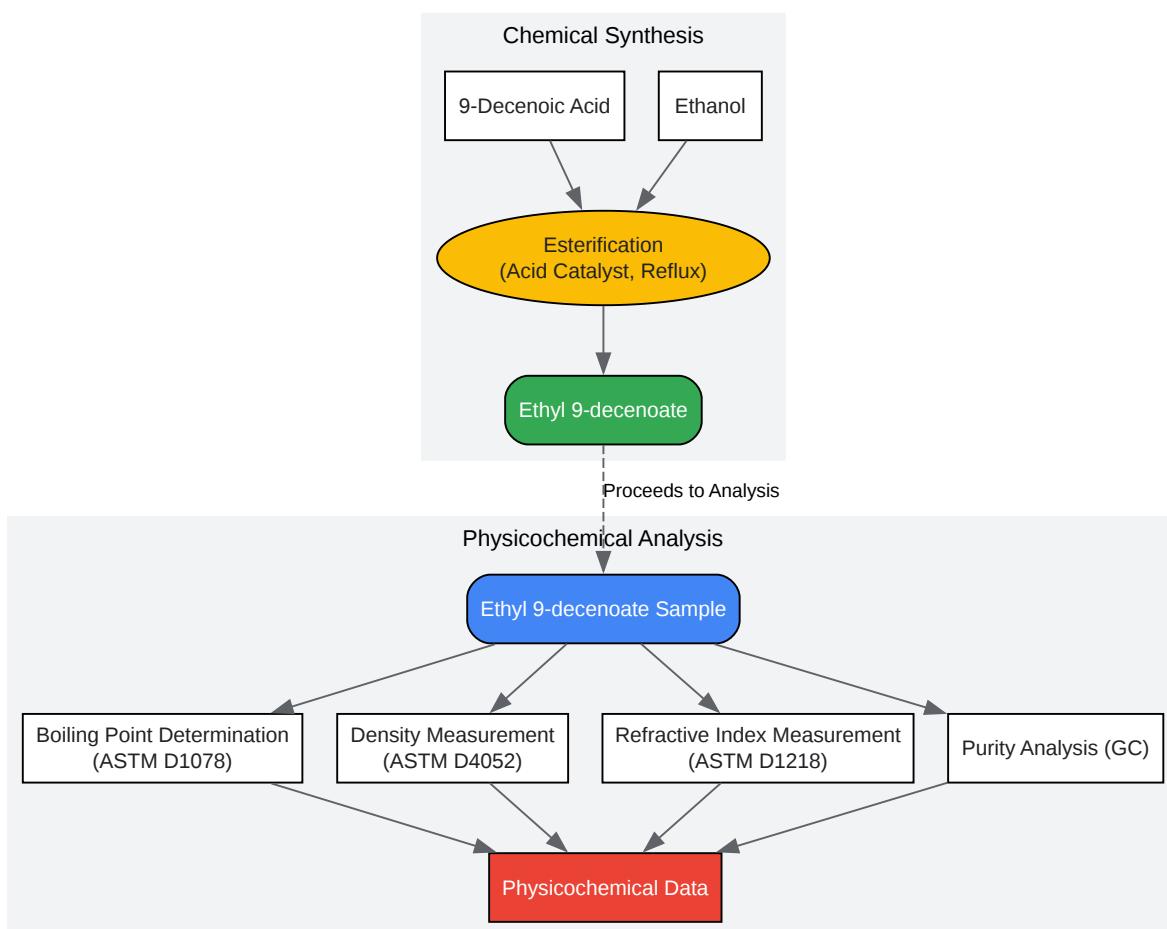 Chemical Synthesis
9-Decenoic Acid
Ethanol
Esterification
(Acid Catalyst, Reflux)
Ethyl 9-decenoate
Proceeds to Analysis
Physicochemical Analysis
Ethyl 9-decenoate Sample
Boiling Point Determination
(ASTM D1078)
Density Measurement
(ASTM D4052)
Refractive Index Measurement
(ASTM D1218)
Purity Analysis (GC)
Physicochemical Data